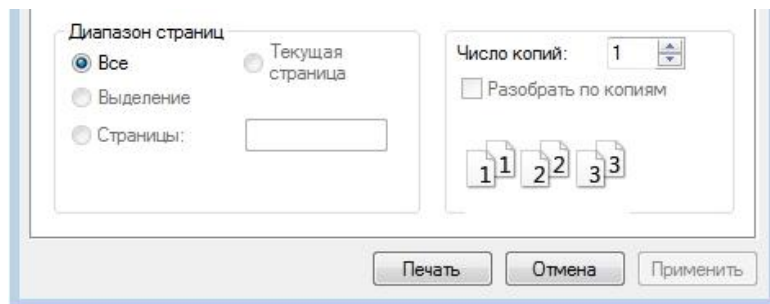 Диапазон страниц
Все
Текущая
страница
Выделение
Страницы:
Число копий: 1
Разобрать по копиям
1 1 2 2 3 3
Печать Отмена Применить